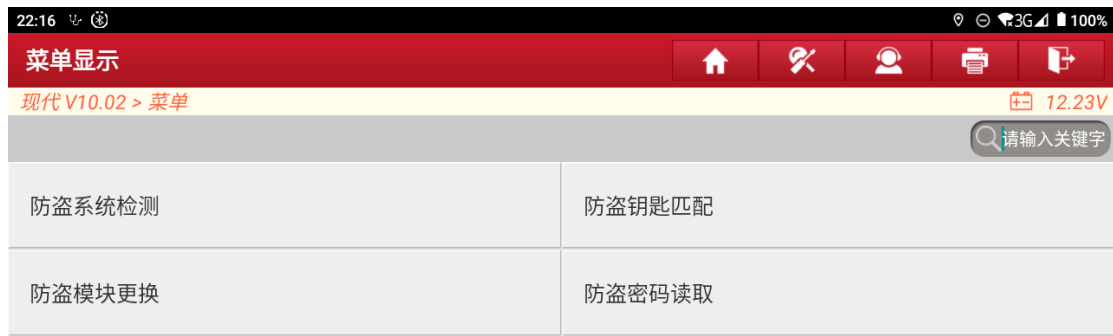 22:16 3G 100%
菜单显示
现代 V10.02 > 菜单 12.23V
请输入关键字
防盗系统检测 防盗钥匙匹配
防盗模块更换 防盗密码读取